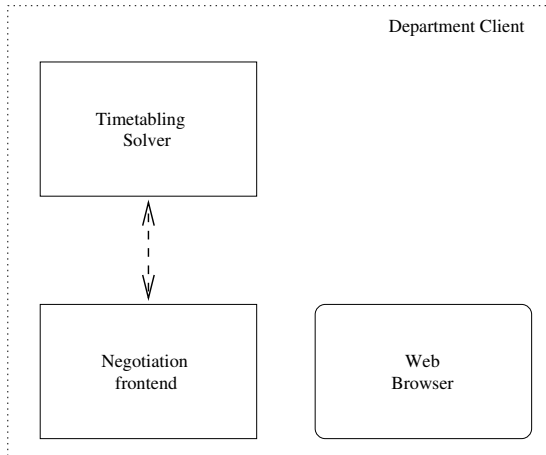 Department Client
Timetabling
Solver
Negotiation
frontend
Web
Browser